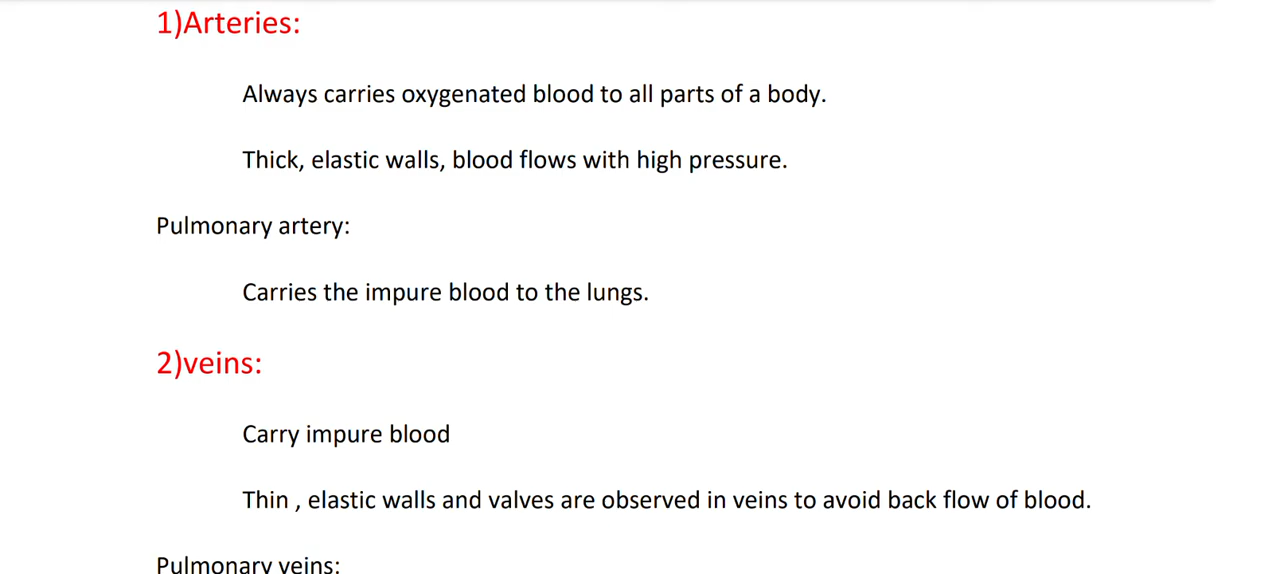 1)Arteries:
Always carries oxygenated blood to all parts of a body.
Thick, elastic walls, blood flows with high pressure.
Pulmonary artery:
Carries the impure blood to the lungs.
2)veins:
Carry impure blood
Thin , elastic walls and valves are observed in veins to avoid back flow of blood.
Pulmonary veins: